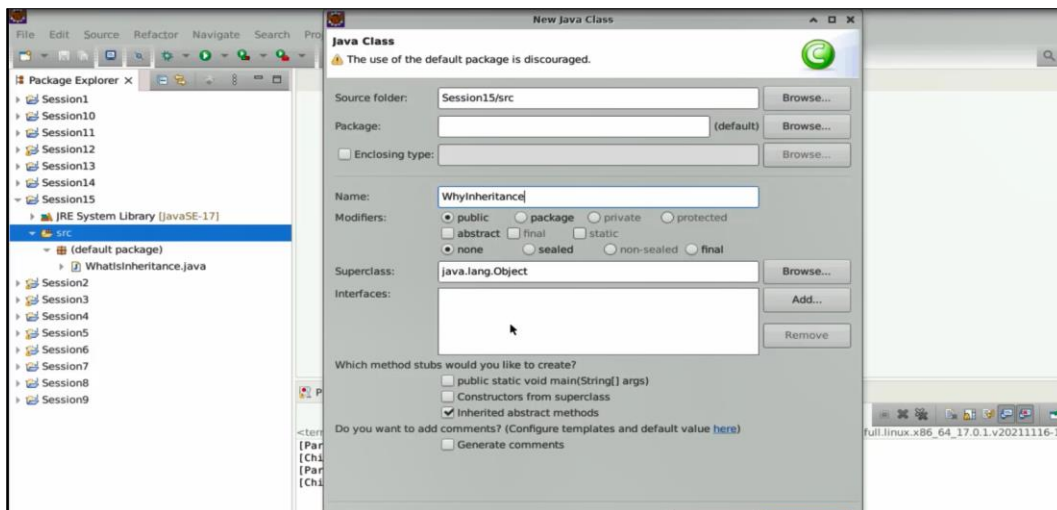 New Java Class
File Edit Source Refactor Navigate Search
Java Class
The use of the default package is discouraged.
Package Explorer
Session1
Session10
Session11
Session12
Session13
Session14
Session15
JRE System Library [JavaSE-17]
src
(default package)
WhatIsInheritance.java
Session2
Session3
Session4
Session5
Session6
Session7
Session8
Session9
Source folder: Session15/src Browse...
Package: (default) Browse...
Enclosing type: Browse...
Name: WhyInheritance
Modifiers: public package private protected
abstract final static
none sealed non-sealed final
Superclass: java.lang.Object Browse...
Interfaces: Add...
Remove
Which method stubs would you like to create?
public static void main(String[] args)
Constructors from superclass
Inherited abstract methods
Do you want to add comments? (Configure templates and default value here)
Generate comments
<ter
[Par
[Chi
[Par
[Chi
full.linux.x86_64_17.0.1.v20211116-1